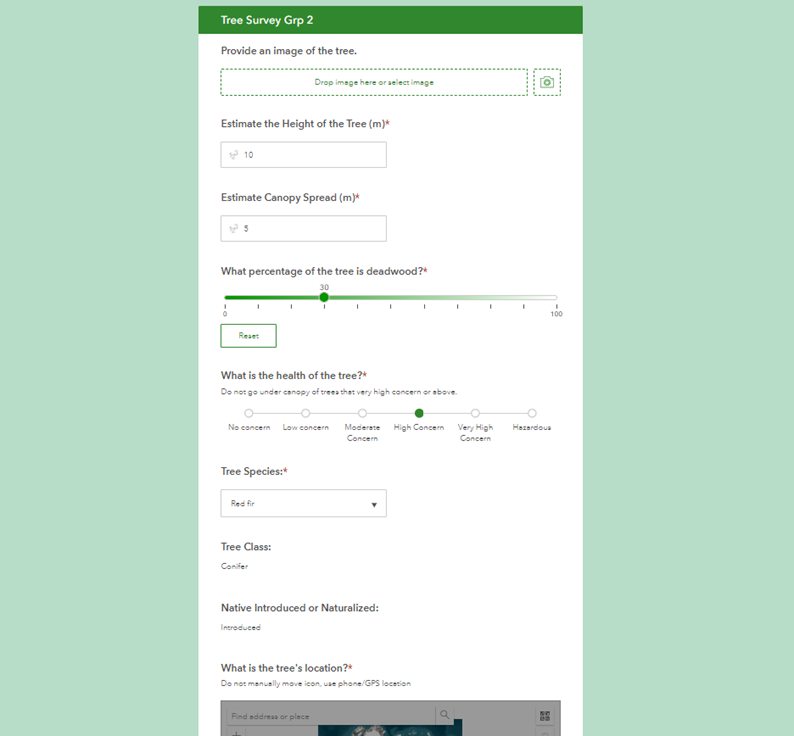 Tree Survey Grp 2
Provide an image of the tree.
Drop image here or select image
Estimate the Height of the Tree (m)*
10
Estimate Canopy Spread (m)*
5
What percentage of the tree is deadwood?*
30
0 100
Reset
What is the health of the tree?*
Do not go under canopy of trees that very high concern or above.
No concern Low concern Moderate High Concern Very High Hazardous
Concern Concern
Tree Species:*
Red fir
Tree Class:
Conifer
Native Introduced or Naturalized:
Introduced
What is the tree's location?*
Do not manually move icon, use phone/GPS location
Find address or place